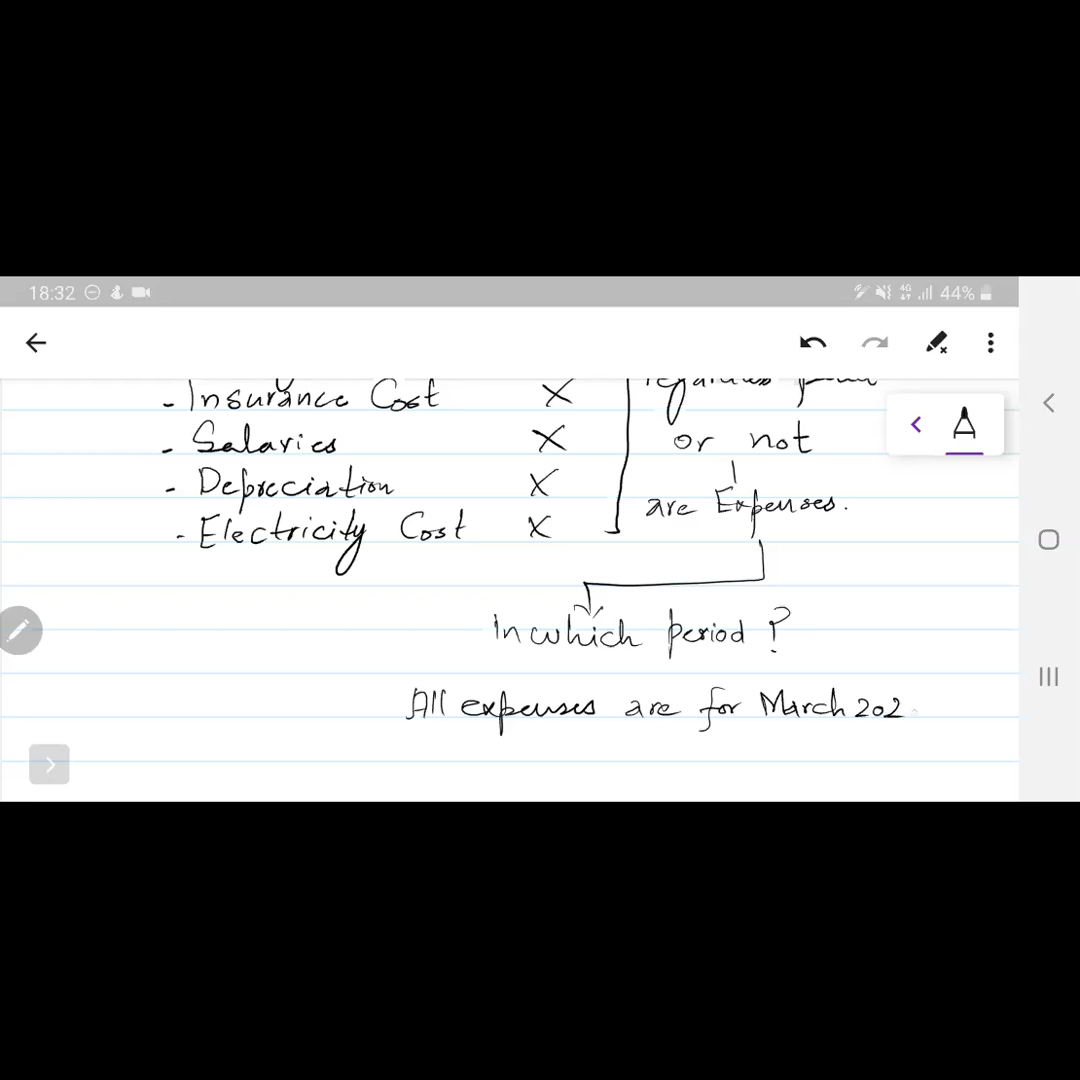 18:32 4G 44%
- Insurance Cost X
- Salaries X
- Depreciation X
- Electricity Cost X
or not
are Expenses.
In which period ?
All expenses are for March 202